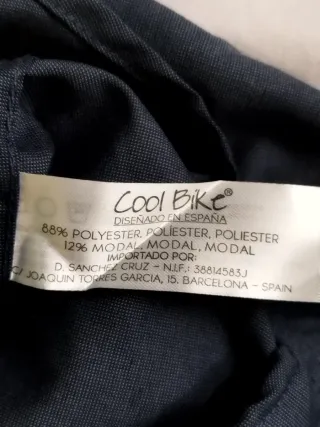 Cool Bike®
DISEÑADO EN ESPAÑA
88% POLYESTER, POLIÉSTER, POLIESTER
12% MODAL, MODAL, MODAL
IMPORTADO POR:
D. SANCHEZ CRUZ - N.I.F.: 38814583J
C/ JOAQUIN TORRES GARCIA, 15. BARCELONA - SPAIN